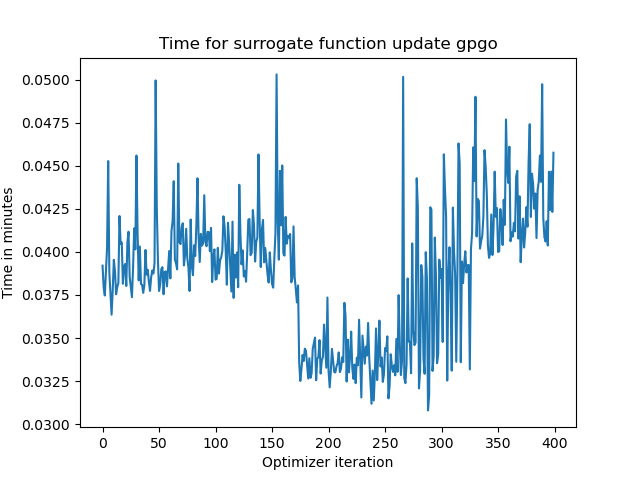 Time for surrogate function update gpgo
Time in minutes
0.0500
0.0475
0.0450
0.0425
0.0400
0.0375
0.0350
0.0325
0.0300
0 50 100 150 200 250 300 350 400
Optimizer iteration